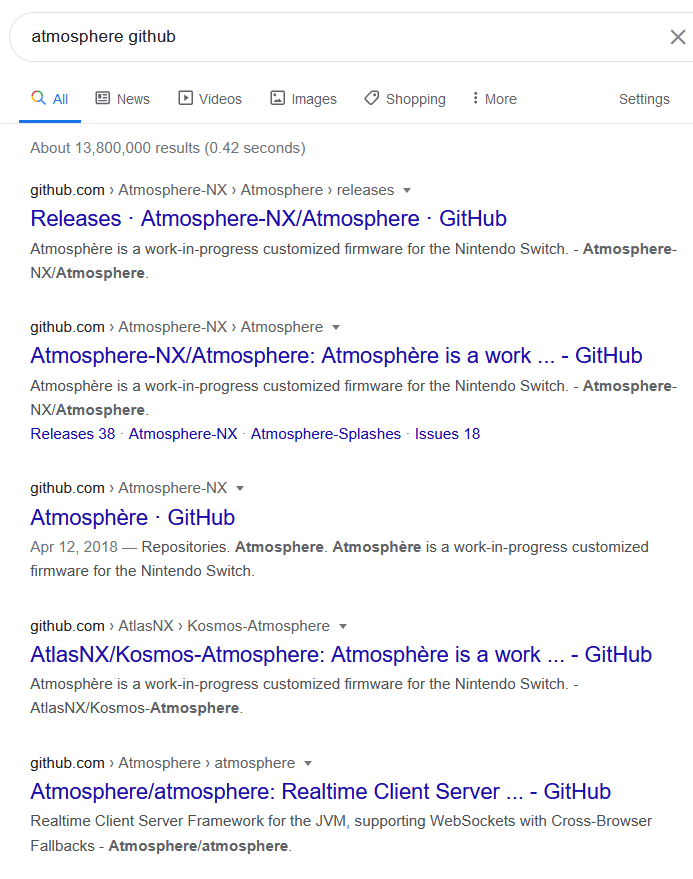 atmosphere github
All News Videos Images Shopping More Settings
About 13,800,000 results (0.42 seconds)
github.com › Atmosphere-NX › Atmosphere › releases
Releases · Atmosphere-NX/Atmosphere · GitHub
Atmosphère is a work-in-progress customized firmware for the Nintendo Switch. - Atmosphere-
NX/Atmosphere.
github.com › Atmosphere-NX › Atmosphere
Atmosphere-NX/Atmosphere: Atmosphère is a work ... - GitHub
Atmosphère is a work-in-progress customized firmware for the Nintendo Switch. - Atmosphere-
NX/Atmosphere.
Releases 38 · Atmosphere-NX · Atmosphere-Splashes · Issues 18
github.com › Atmosphere-NX
Atmosphère · GitHub
Apr 12, 2018 — Repositories. Atmosphere. Atmosphère is a work-in-progress customized
firmware for the Nintendo Switch.
github.com › AtlasNX › Kosmos-Atmosphere
AtlasNX/Kosmos-Atmosphere: Atmosphère is a work ... - GitHub
Atmosphère is a work-in-progress customized firmware for the Nintendo Switch. -
AtlasNX/Kosmos-Atmosphere.
github.com › Atmosphere › atmosphere
Atmosphere/atmosphere: Realtime Client Server ... - GitHub
Realtime Client Server Framework for the JVM, supporting WebSockets with Cross-Browser
Fallbacks - Atmosphere/atmosphere.